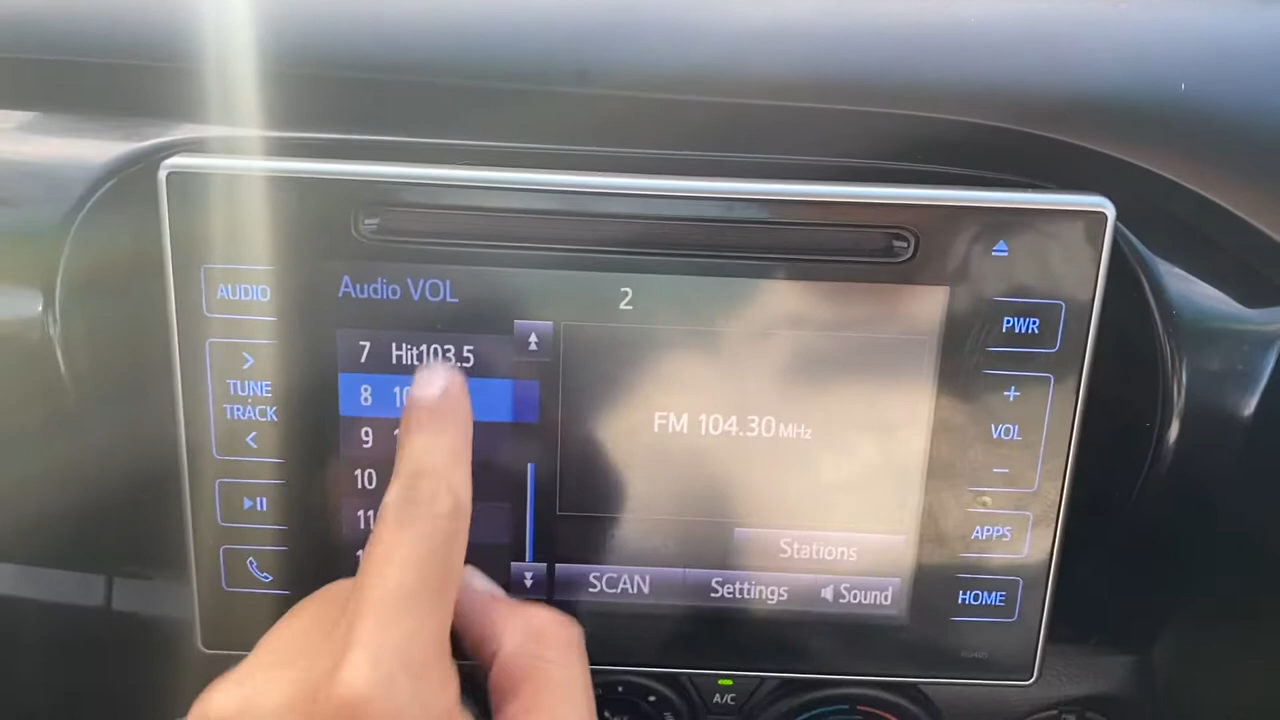 AUDIO
>
TUNE
TRACK
<
Audio VOL
2
7 Hit103.5
8
9
10
FM 104.30 MHz
Stations
SCAN
Settings
Sound
PWR
+
VOL
−
APPS
HOME
A/C